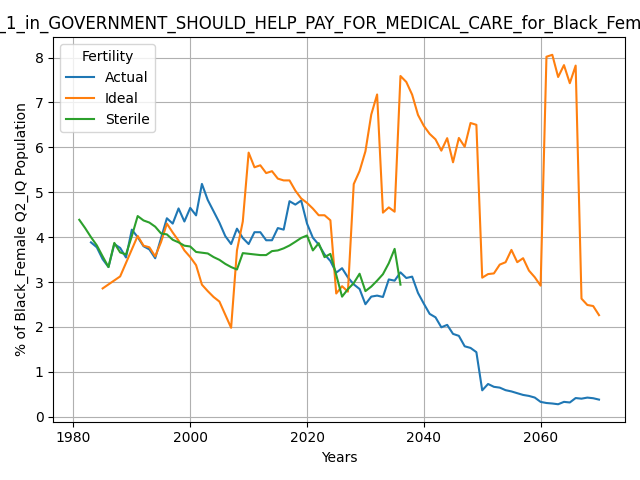 _1_in_GOVERNMENT_SHOULD_HELP_PAY_FOR_MEDICAL_CARE_for_Black_Fem
Fertility
Actual
Ideal
Sterile
% of Black_Female Q2_IQ Population
8
7
6
5
4
3
2
1
0
1980 2000 2020 2040 2060
Years